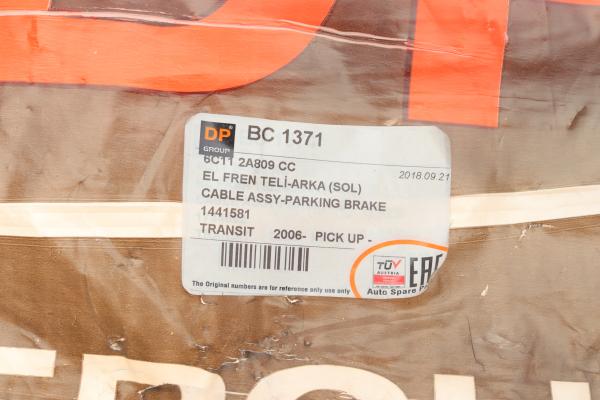 DP
DP® GROUP
BC 1371
6C11 2A809 CC
2018.09.21
EL FREN TELİ-ARKA (SOL)
CABLE ASSY-PARKING BRAKE
1441581
TRANSIT 2006- PICK UP -
TÜV
AUSTRIA
EAC
Auto Spare
The Original numbers are for reference only use only